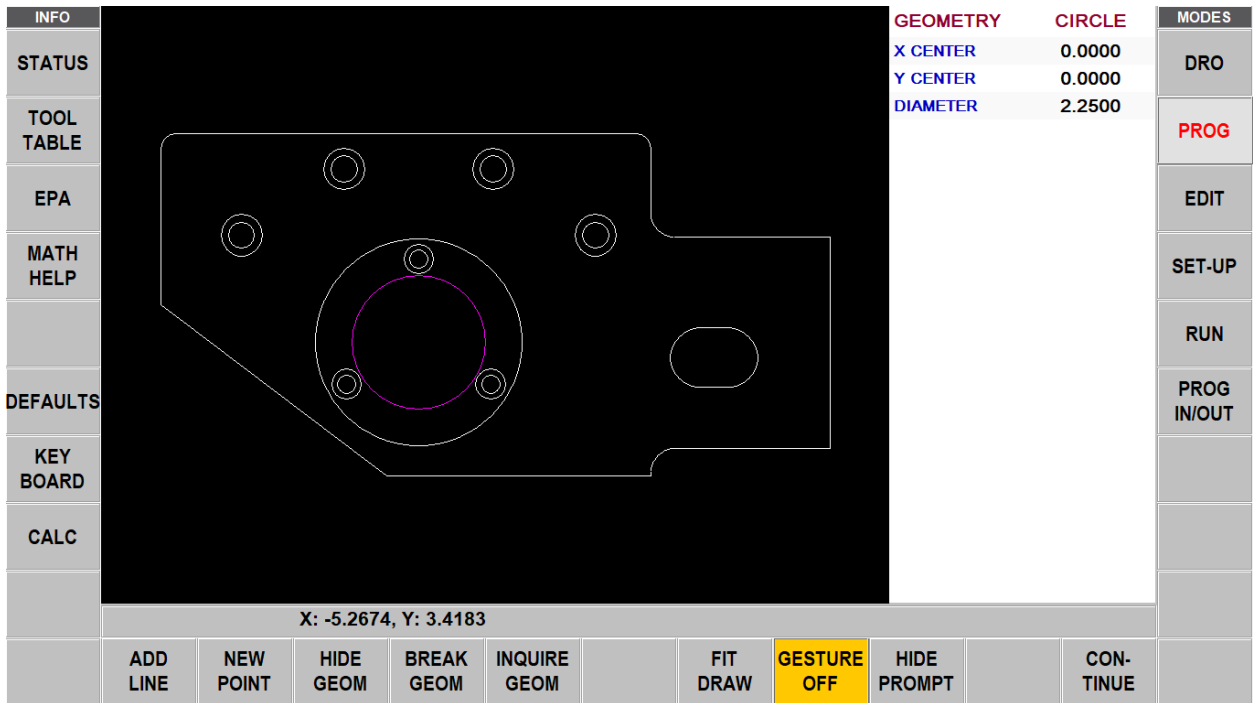 INFO
STATUS
TOOL
TABLE
EPA
MATH
HELP
DEFAULTS
KEY
BOARD
CALC
GEOMETRY CIRCLE
X CENTER 0.0000
Y CENTER 0.0000
DIAMETER 2.2500
MODES
DRO
PROG
EDIT
SET-UP
RUN
PROG
IN/OUT
X: -5.2674, Y: 3.4183
ADD
LINE
NEW
POINT
HIDE
GEOM
BREAK
GEOM
INQUIRE
GEOM
FIT
DRAW
GESTURE
OFF
HIDE
PROMPT
CON-
TINUE